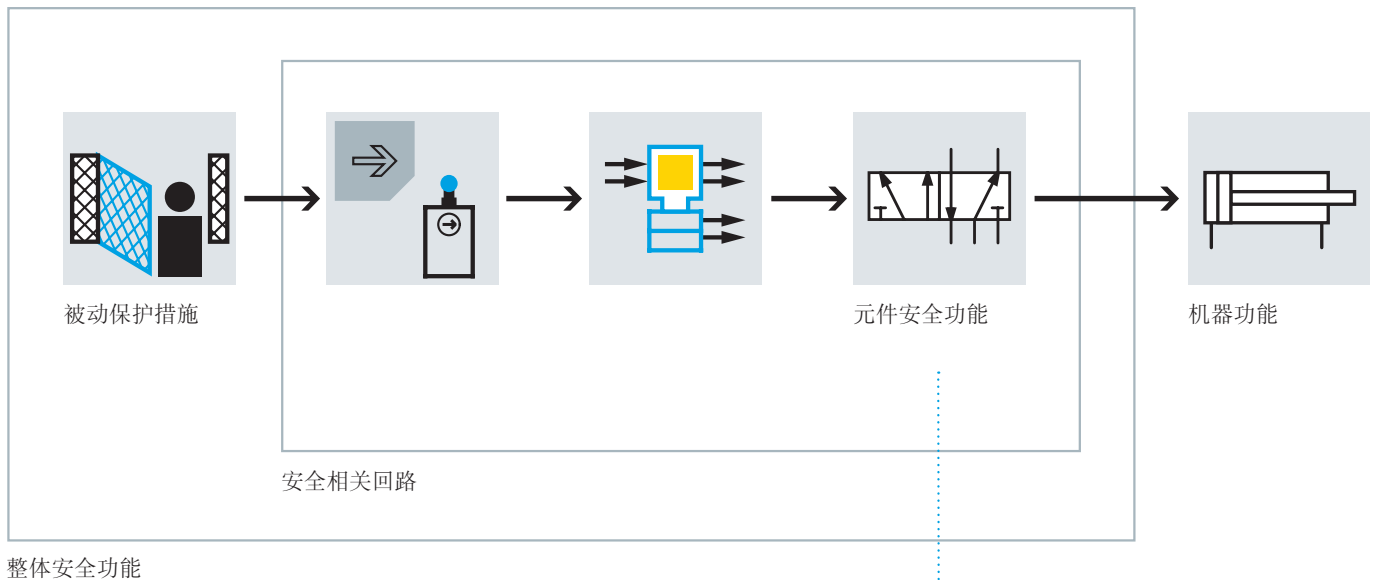 被动保护措施
元件安全功能
机器功能
安全相关回路
整体安全功能